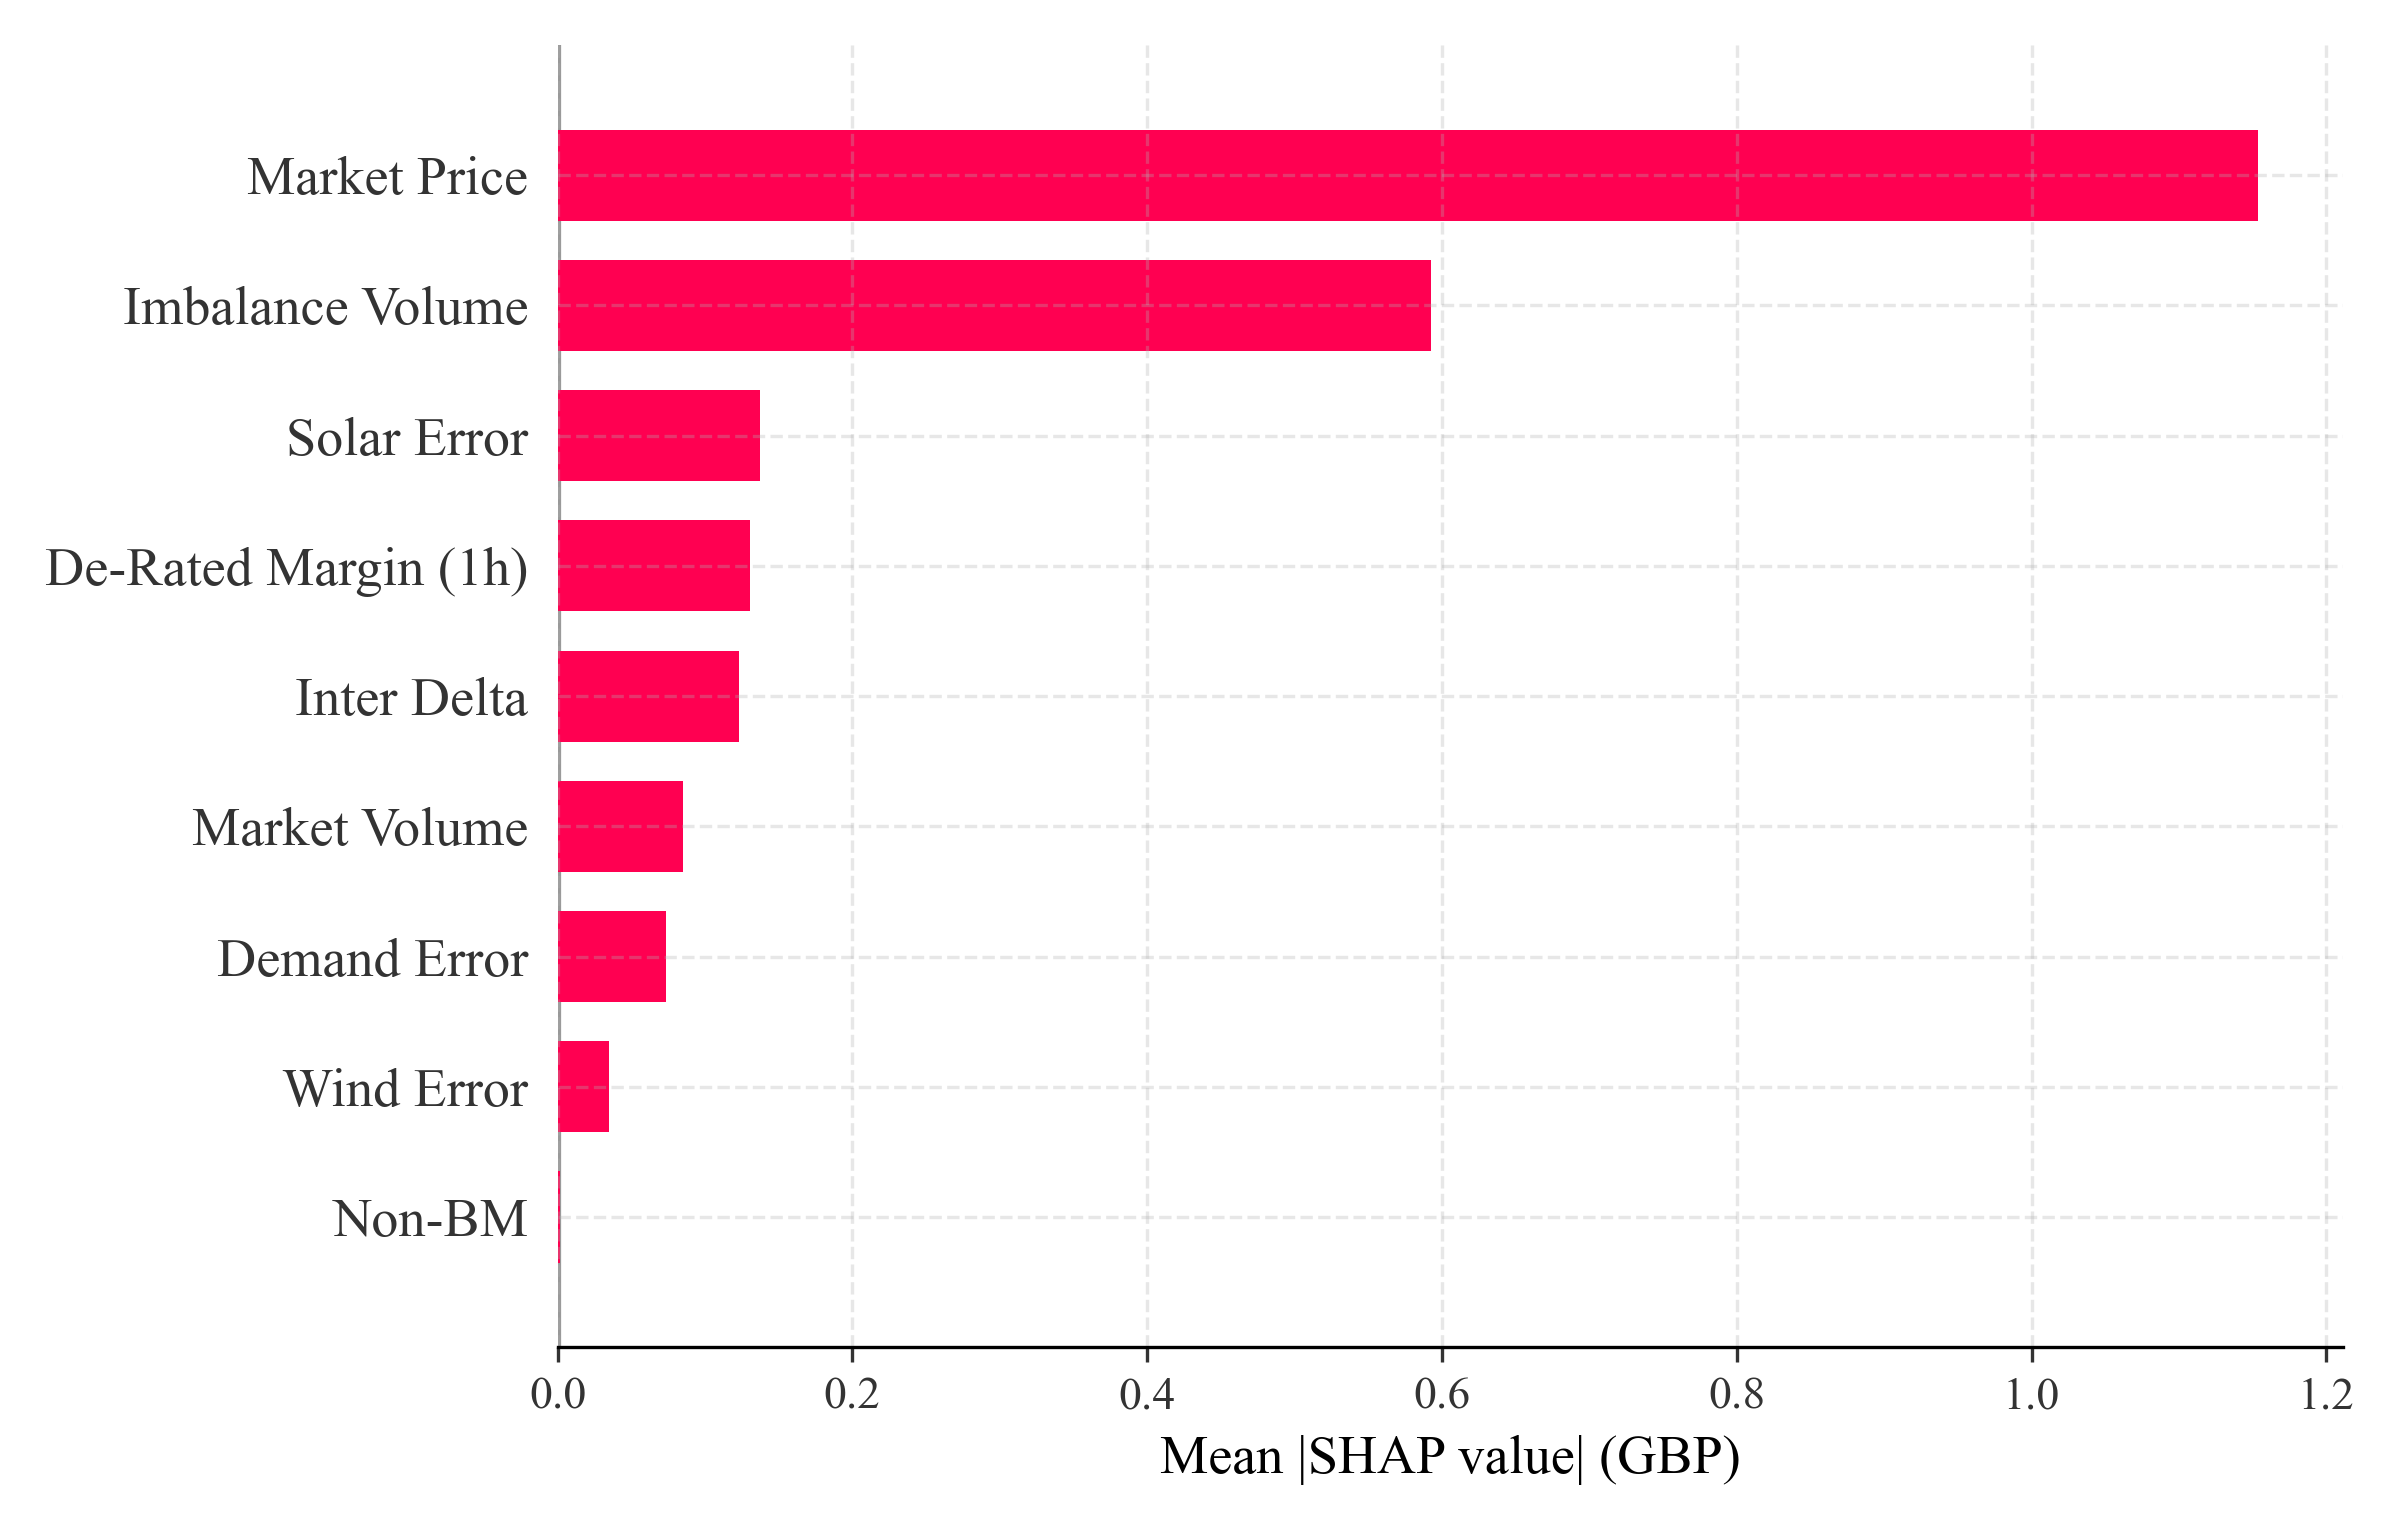 Market Price
Imbalance Volume
Solar Error
De-Rated Margin (1h)
Inter Delta
Market Volume
Demand Error
Wind Error
Non-BM
0.0 0.2 0.4 0.6 0.8 1.0 1.2
Mean |SHAP value| (GBP)